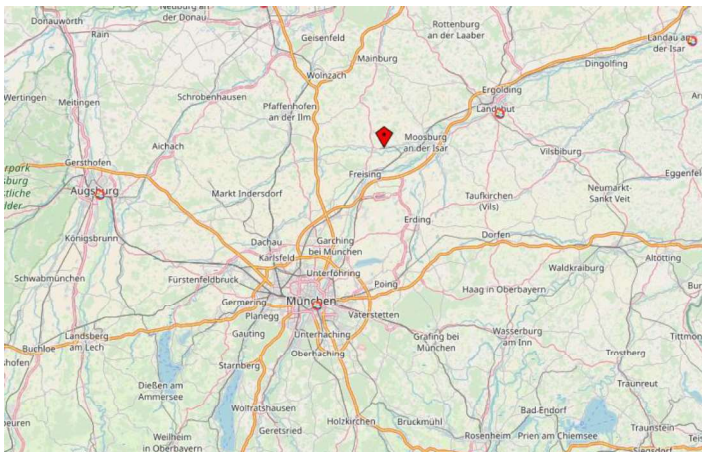 Donauwörth
Rain
Neuburg an
der Donau
Geisenfeld
Rottenburg
an der Laaber
Landau an
der Isar
Mainburg
Dingolfing
Wolnzach
Wertingen
Meitingen
Schrobenhausen
Pfaffenhofen
an der Ilm
Ergolding
Landshut
Aichach
Moosburg
an der Isar
Vilsbiburg
Gersthofen
Freising
Eggenfel
Augsburg
Markt Indersdorf
Taufkirchen
(Vils)
Neumarkt-
Sankt Veit
Erding
Königsbrunn
Dachau
Garching
bei München
Dorfen
Karlsfeld
Altötting
Schwabmünchen
Fürstenfeldbruck
Unterföhring
Poing
Waldkraiburg
Haag in Oberbayern
Germering
München
Planegg
Vaterstetten
Landsberg
am Lech
Gauting
Unterhaching
Grafing bei
München
Wasserburg
am Inn
Tittmon
Buchloe
Oberhaching
Trostberg
Starnberg
Dießen am
Ammersee
Traunreut
Wolfratshausen
Bad Endorf
Geretsried
Holzkirchen
Bruckmühl
Traunstein
Weilheim
in Oberbayern
Rosenheim
Prien am Chiemsee
Siegsdorf